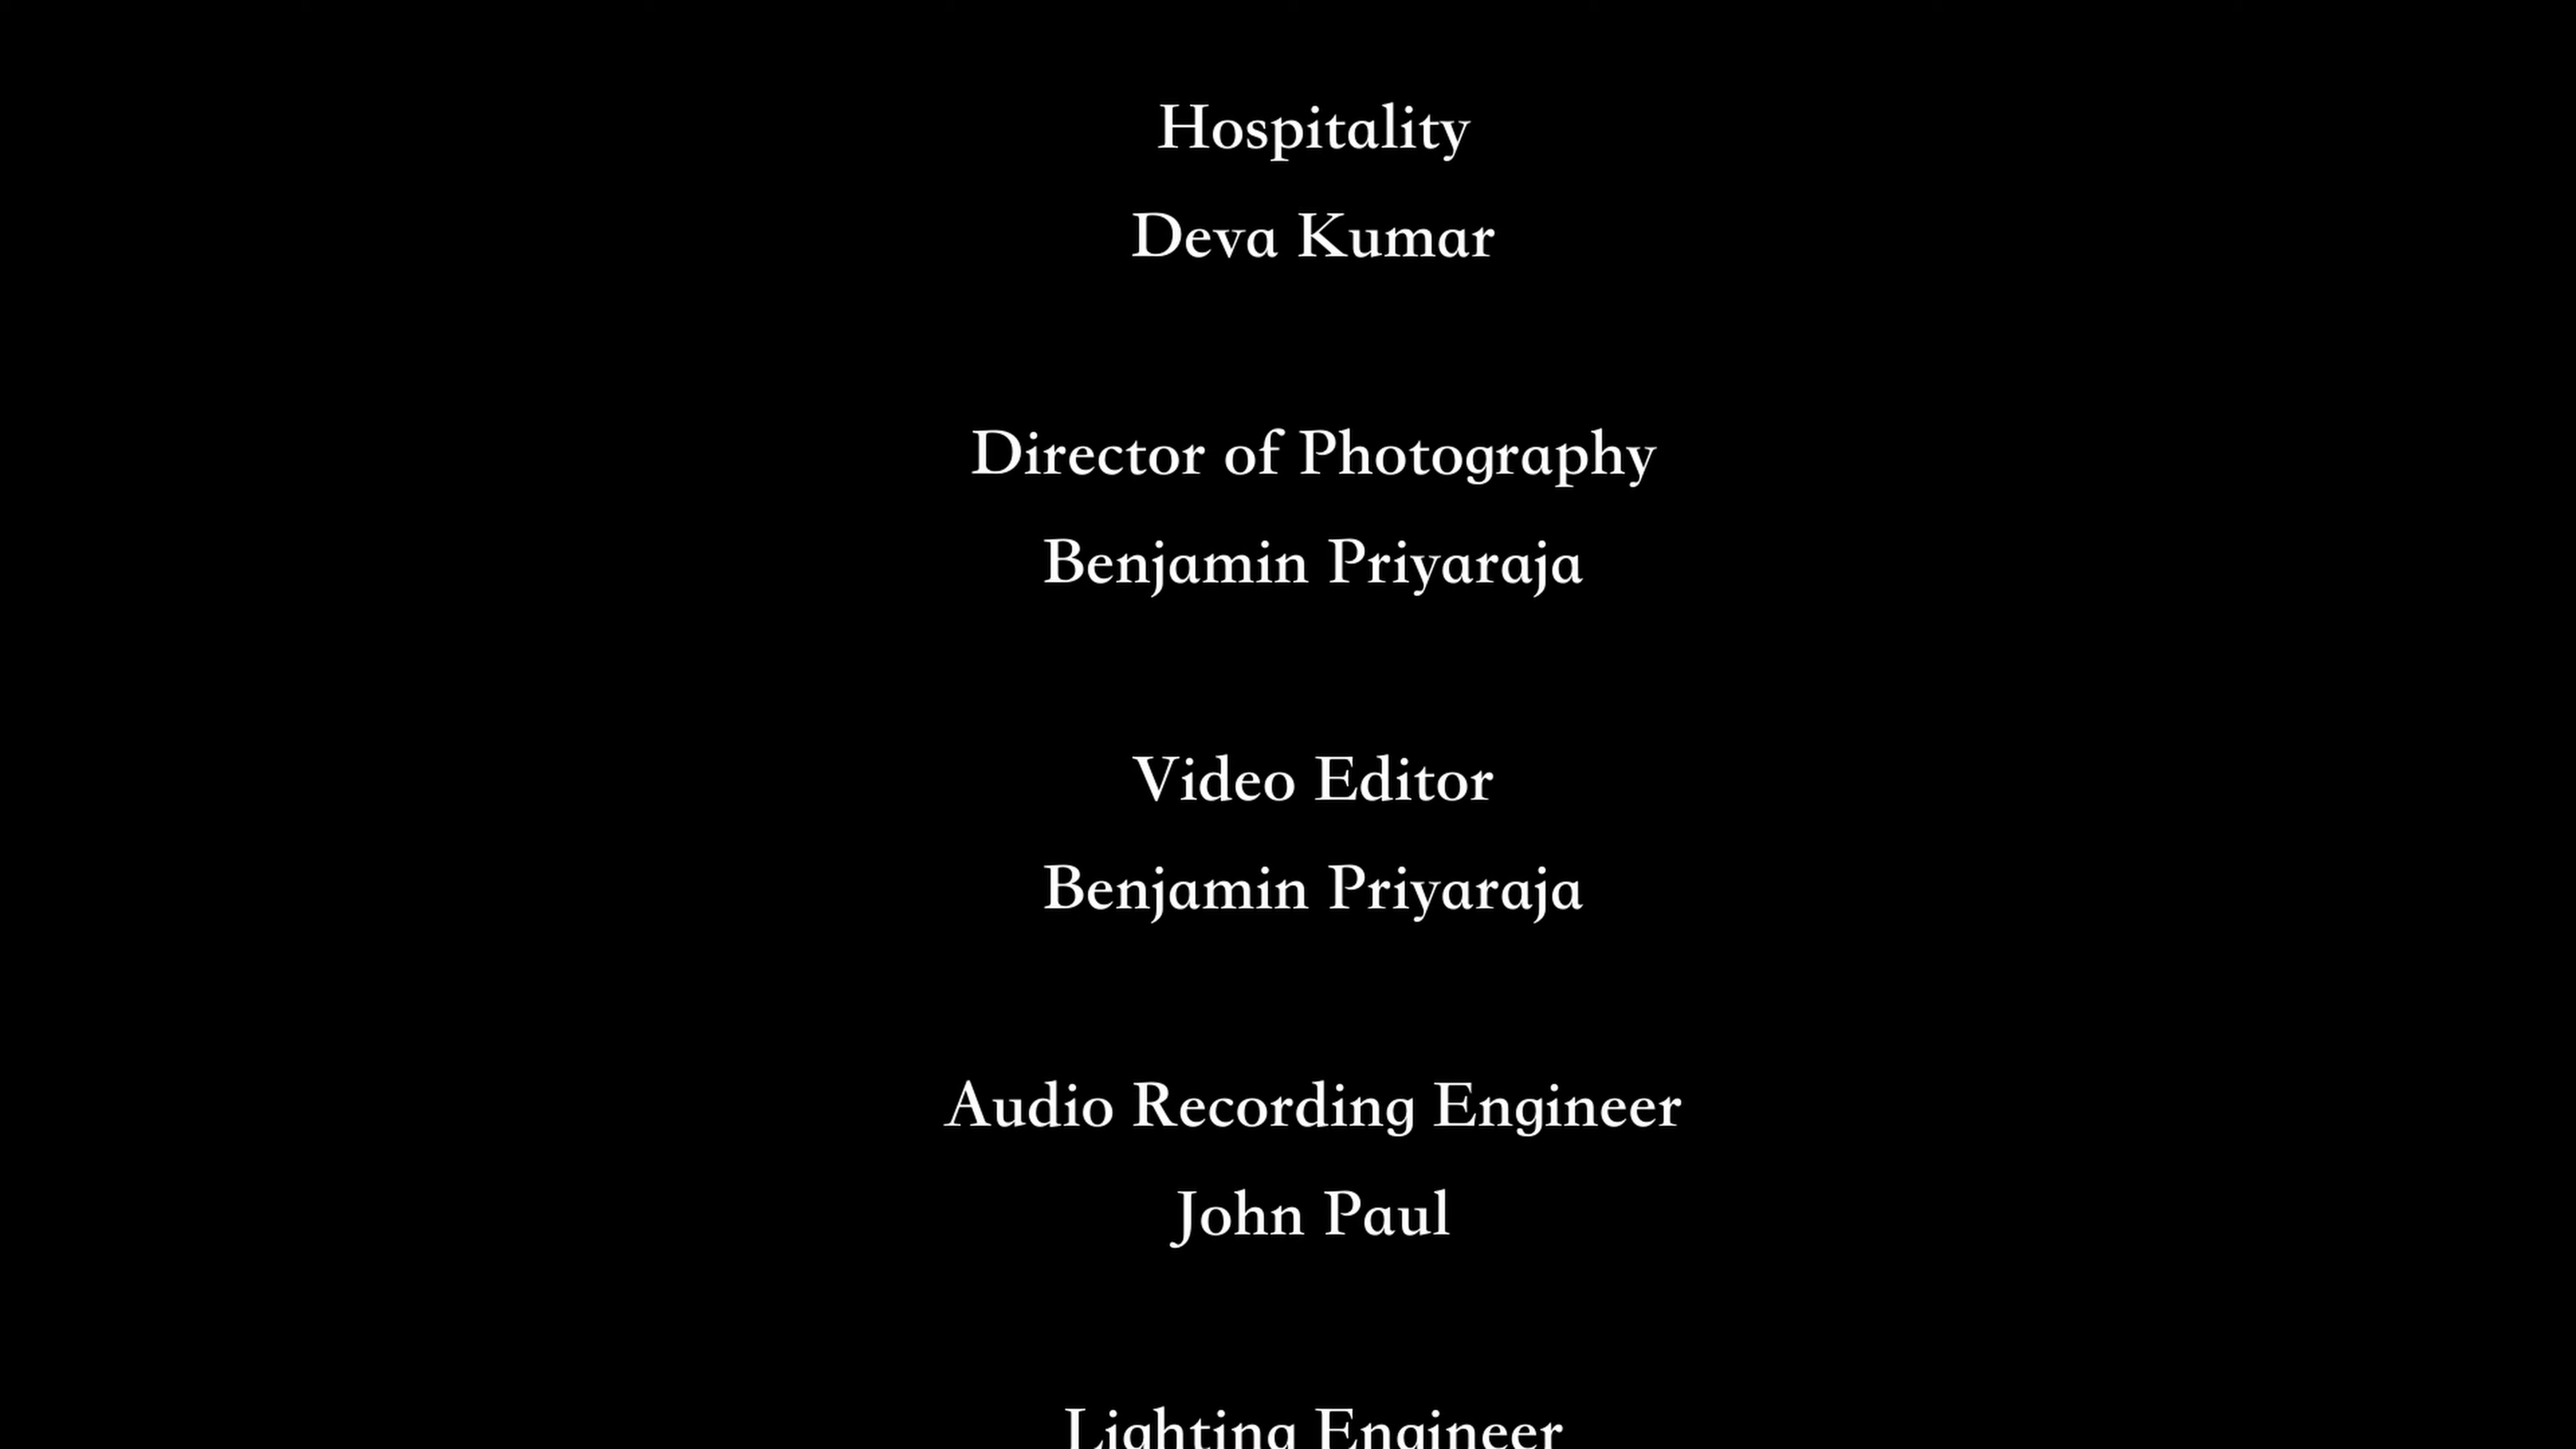 Hospitality
Deva Kumar
Director of Photography
Benjamin Priyaraja
Video Editor
Benjamin Priyaraja
Audio Recording Engineer
John Paul
Lighting Engineer